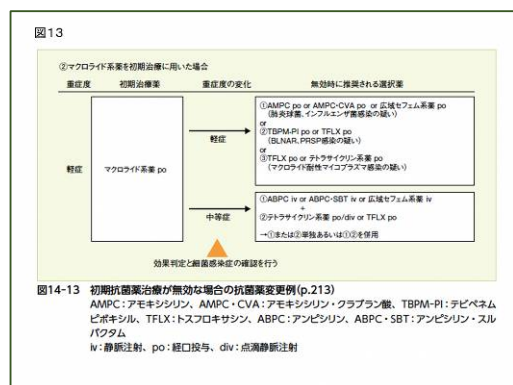 図13
②マクロライド系薬を初期治療に用いた場合
重症度 初期治療薬 重症度の変化 無効時に推奨される選択薬
軽症
マクロライド系薬 po
軽症
①AMPC po or AMPC・CVA po or 広域セフェム系薬 po
(肺炎球菌、インフルエンザ菌感染の疑い)
or
②TBPM-PI po or TFLX po
(BLNAR、PRSP感染の疑い)
or
③TFLX po or テトラサイクリン系薬 po
(マクロライド耐性マイコプラズマ感染の疑い)
中等症
①ABPC iv or ABPC・SBT iv or 広域セフェム系薬 iv
+
②テトラサイクリン系薬 po/div or TFLX po
→①または②単独あるいは①②を併用
効果判定と細菌感染症の確認を行う
図14-13 初期抗菌薬治療が無効な場合の抗菌薬変更例(p.213)
AMPC：アモキシシリン、AMPC・CVA：アモキシシリン・クラブラン酸、TBPM-PI：テビペネム
ピボキシル、TFLX：トスフロキサシン、ABPC：アンピシリン、ABPC・SBT：アンピシリン・スル
バクタム
iv：静脈注射、po：経口投与、div：点滴静脈注射